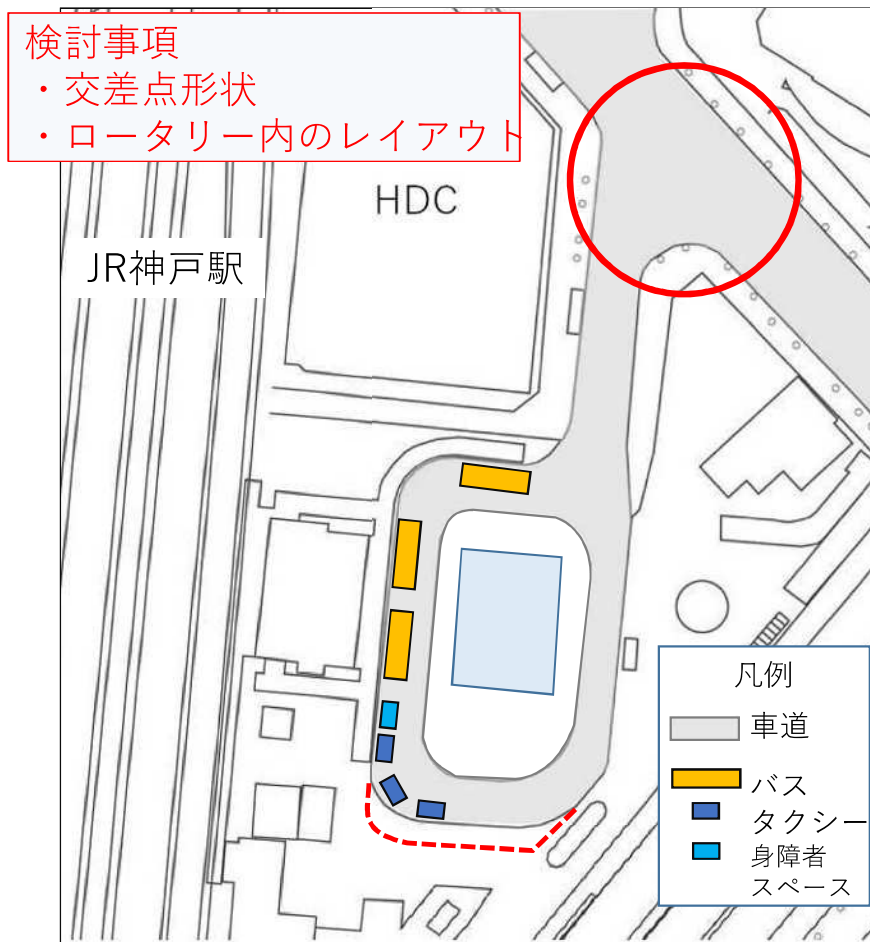 検討事項
・交差点形状
・ロータリー内のレイアウト
HDC
JR神戸駅
凡例
車道
バス
タクシー
身障者
スペース